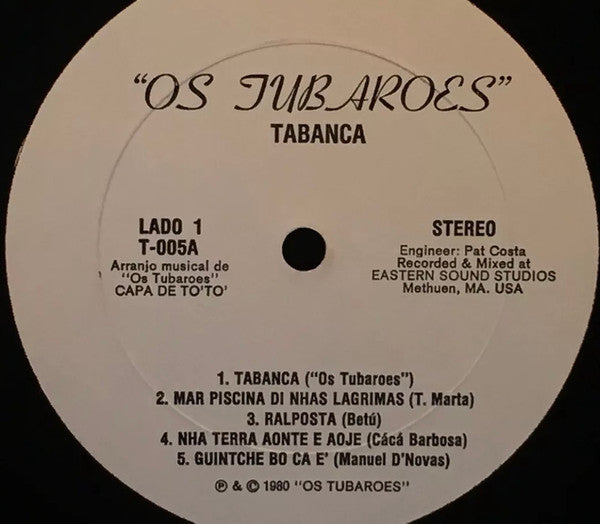 "OS TUBAROES"
TABANCA
LADO 1
T-005A
Arranjo musical de
"Os Tubaroes"
CAPA DE TO'TO'
STEREO
Engineer: Pat Costa
Recorded & Mixed at
EASTERN SOUND STUDIOS
Methuen, MA. USA
1. TABANCA ("Os Tubaroes")
2. MAR PISCINA DI NHAS LAGRIMAS (T. Marta)
3. RALPOSTA (Betú)
4. NHA TERRA AONTE E AOJE (Cácá Barbosa)
5. GUINTCHE BO CA E' (Manuel D'Novas)
℗ & © 1980 "OS TUBAROES"